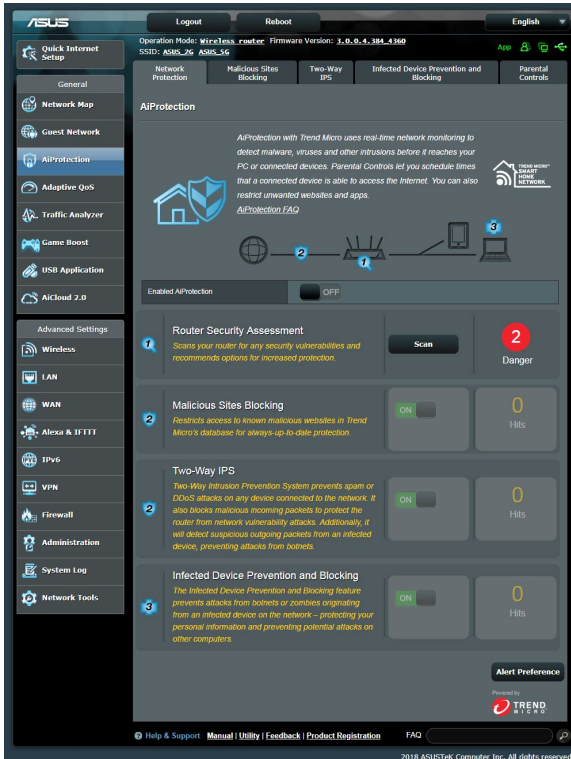 ASUS
Logout
Reboot
English
Quick Internet
Setup
Operation Mode: Wireless router Firmware Version: 3.0.0.4.384_4360
SSID: ASUS_2G ASUS_5G
App
General
Network Map
Guest Network
AiProtection
Adaptive QoS
Traffic Analyzer
Game Boost
USB Application
AiCloud 2.0
Advanced Settings
Wireless
LAN
WAN
Alexa & IFTTT
IPv6
VPN
Firewall
Administration
System Log
Network Tools
Network
Protection
Malicious Sites
Blocking
Two-Way
IPS
Infected Device Prevention and
Blocking
Parental
Controls
AiProtection
AiProtection with Trend Micro uses real-time network monitoring to
detect malware, viruses and other intrusions before it reaches your
PC or connected devices. Parental Controls let you schedule times
that a connected device is able to access the Internet. You can also
restrict unwanted websites and apps.
AiProtection FAQ
TREND MICRO™
SMART
HOME
NETWORK
2
1
3
Enabled AiProtection
OFF
1
Router Security Assessment
Scans your router for any security vulnerabilities and
recommends options for increased protection.
Scan
2
Danger
2
Malicious Sites Blocking
Restricts access to known malicious websites in Trend
Micro's database for always-up-to-date protection.
ON
0
Hits
2
Two-Way IPS
Two-Way Intrusion Prevention System prevents spam or
DDoS attacks on any device connected to the network. It
also blocks malicious incoming packets to protect the
router from network vulnerability attacks. Additionally, it
will detect suspicious outgoing packets from an infected
device, preventing attacks from botnets.
ON
0
Hits
3
Infected Device Prevention and Blocking
The Infected Device Prevention and Blocking feature
prevents attacks from botnets or zombies originating
from an infected device on the network – protecting your
personal information and preventing potential attacks on
other computers.
ON
0
Hits
Alert Preference
Powered by
TREND
MICRO
Help & Support
Manual | Utility | Feedback | Product Registration
FAQ
2018 ASUSTeK Computer Inc. All rights reserved